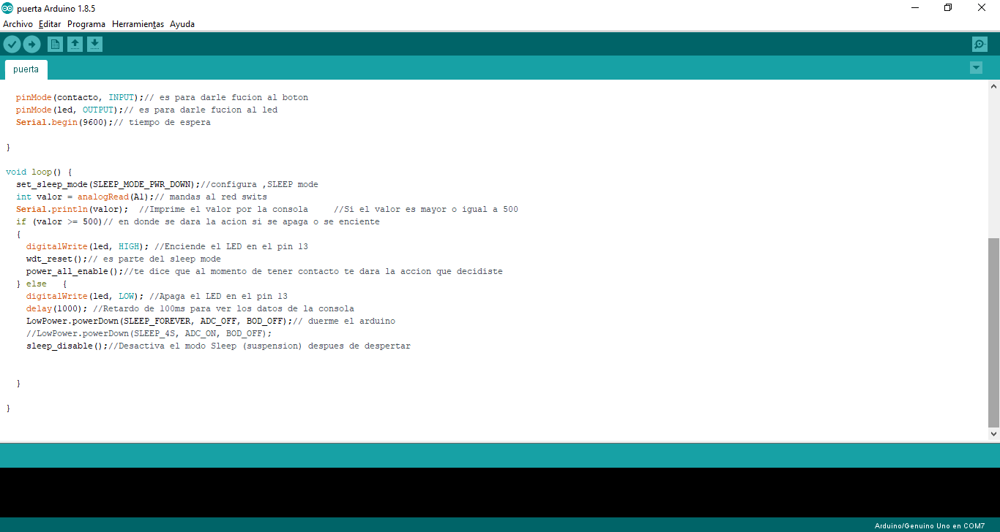 puerta Arduino 1.8.5
Archivo Editar Programa Herramientas Ayuda
puerta
pinMode(contacto, INPUT);// es para darle fucion al boton
pinMode(led, OUTPUT);// es para darle fucion al led
Serial.begin(9600);// tiempo de espera
}
void loop() {
set_sleep_mode(SLEEP_MODE_PWR_DOWN);//configura ,SLEEP mode
int valor = analogRead(A1);// mandas al red swits
Serial.println(valor);  //Imprime el valor por la consola     //Si el valor es mayor o igual a 500
if (valor >= 500)// en donde se dara la acion si se apaga o se enciente
{
digitalWrite(led, HIGH); //Enciende el LED en el pin 13
wdt_reset();// es parte del sleep mode
power_all_enable();//te dice que al momento de tener contacto te dara la accion que decidiste
} else   {
digitalWrite(led, LOW); //Apaga el LED en el pin 13
delay(1000); //Retardo de 100ms para ver los datos de la consola
LowPower.powerDown(SLEEP_FOREVER, ADC_OFF, BOD_OFF);// duerme el arduino
//LowPower.powerDown(SLEEP_4S, ADC_ON, BOD_OFF);
sleep_disable();//Desactiva el modo Sleep (suspension) despues de despertar
}
}
Arduino/Genuino Uno en COM7